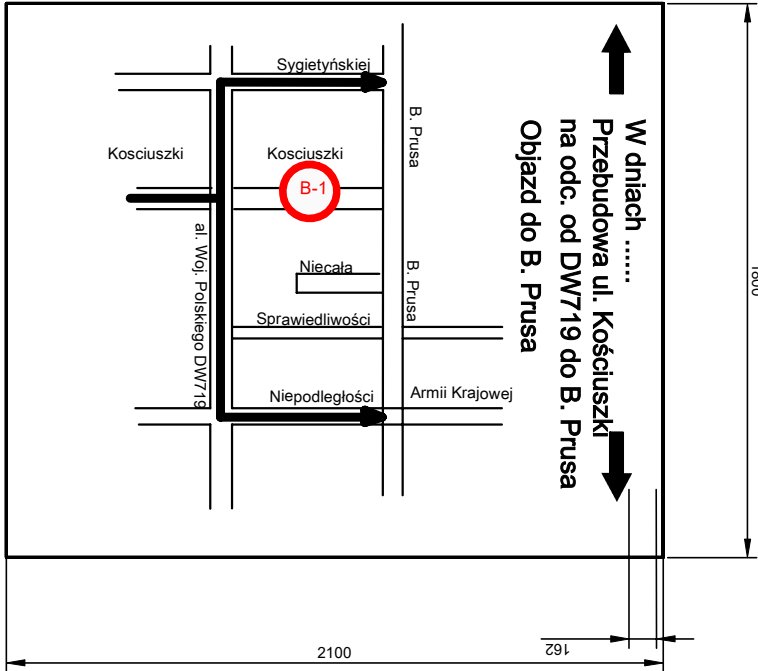 W dniach ......
Przebudowa ul. Kościuszki
na odc. od DW719 do B. Prusa
Objazd do B. Prusa
Sygietyńskiej
B. Prusa
Kosciuszki
Kosciuszki
B-1
al. Woj. Polskiego DW719
Niecała
B. Prusa
Sprawiedliwości
Niepodległości
Armii Krajowej
1800
162
2100